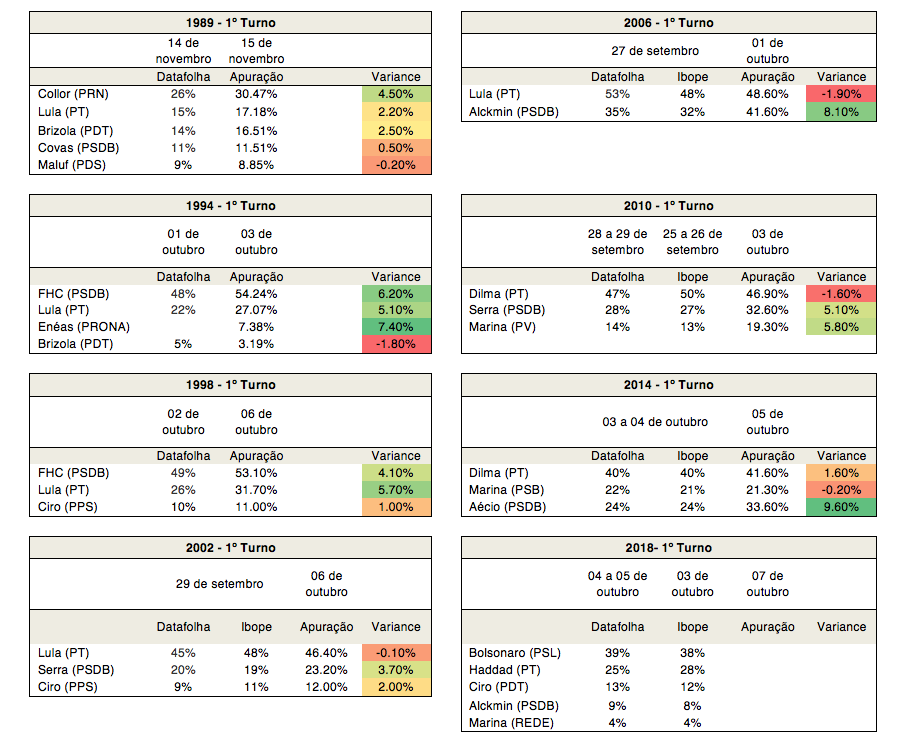 1989 - 1º Turno
14 de novembro 15 de novembro
Datafolha Apuração Variance
Collor (PRN) 26% 30.47% 4.50%
Lula (PT) 15% 17.18% 2.20%
Brizola (PDT) 14% 16.51% 2.50%
Covas (PSDB) 11% 11.51% 0.50%
Maluf (PDS) 9% 8.85% -0.20%
2006 - 1º Turno
27 de setembro 01 de outubro
Datafolha Ibope Apuração Variance
Lula (PT) 53% 48% 48.60% -1.90%
Alckmin (PSDB) 35% 32% 41.60% 8.10%
1994 - 1º Turno
01 de outubro 03 de outubro
Datafolha Apuração Variance
FHC (PSDB) 48% 54.24% 6.20%
Lula (PT) 22% 27.07% 5.10%
Enéas (PRONA) 7.38% 7.40%
Brizola (PDT) 5% 3.19% -1.80%
2010 - 1º Turno
28 a 29 de setembro 25 a 26 de setembro 03 de outubro
Datafolha Ibope Apuração Variance
Dilma (PT) 47% 50% 46.90% -1.60%
Serra (PSDB) 28% 27% 32.60% 5.10%
Marina (PV) 14% 13% 19.30% 5.80%
1998 - 1º Turno
02 de outubro 06 de outubro
Datafolha Apuração Variance
FHC (PSDB) 49% 53.10% 4.10%
Lula (PT) 26% 31.70% 5.70%
Ciro (PPS) 10% 11.00% 1.00%
2014 - 1º Turno
03 a 04 de outubro 05 de outubro
Datafolha Ibope Apuração Variance
Dilma (PT) 40% 40% 41.60% 1.60%
Marina (PSB) 22% 21% 21.30% -0.20%
Aécio (PSDB) 24% 24% 33.60% 9.60%
2002 - 1º Turno
29 de setembro 06 de outubro
Datafolha Ibope Apuração Variance
Lula (PT) 45% 48% 46.40% -0.10%
Serra (PSDB) 20% 19% 23.20% 3.70%
Ciro (PPS) 9% 11% 12.00% 2.00%
2018- 1º Turno
04 a 05 de outubro 03 de outubro 07 de outubro
Datafolha Ibope Apuração Variance
Bolsonaro (PSL) 39% 38%
Haddad (PT) 25% 28%
Ciro (PDT) 13% 12%
Alckmin (PSDB) 9% 8%
Marina (REDE) 4% 4%